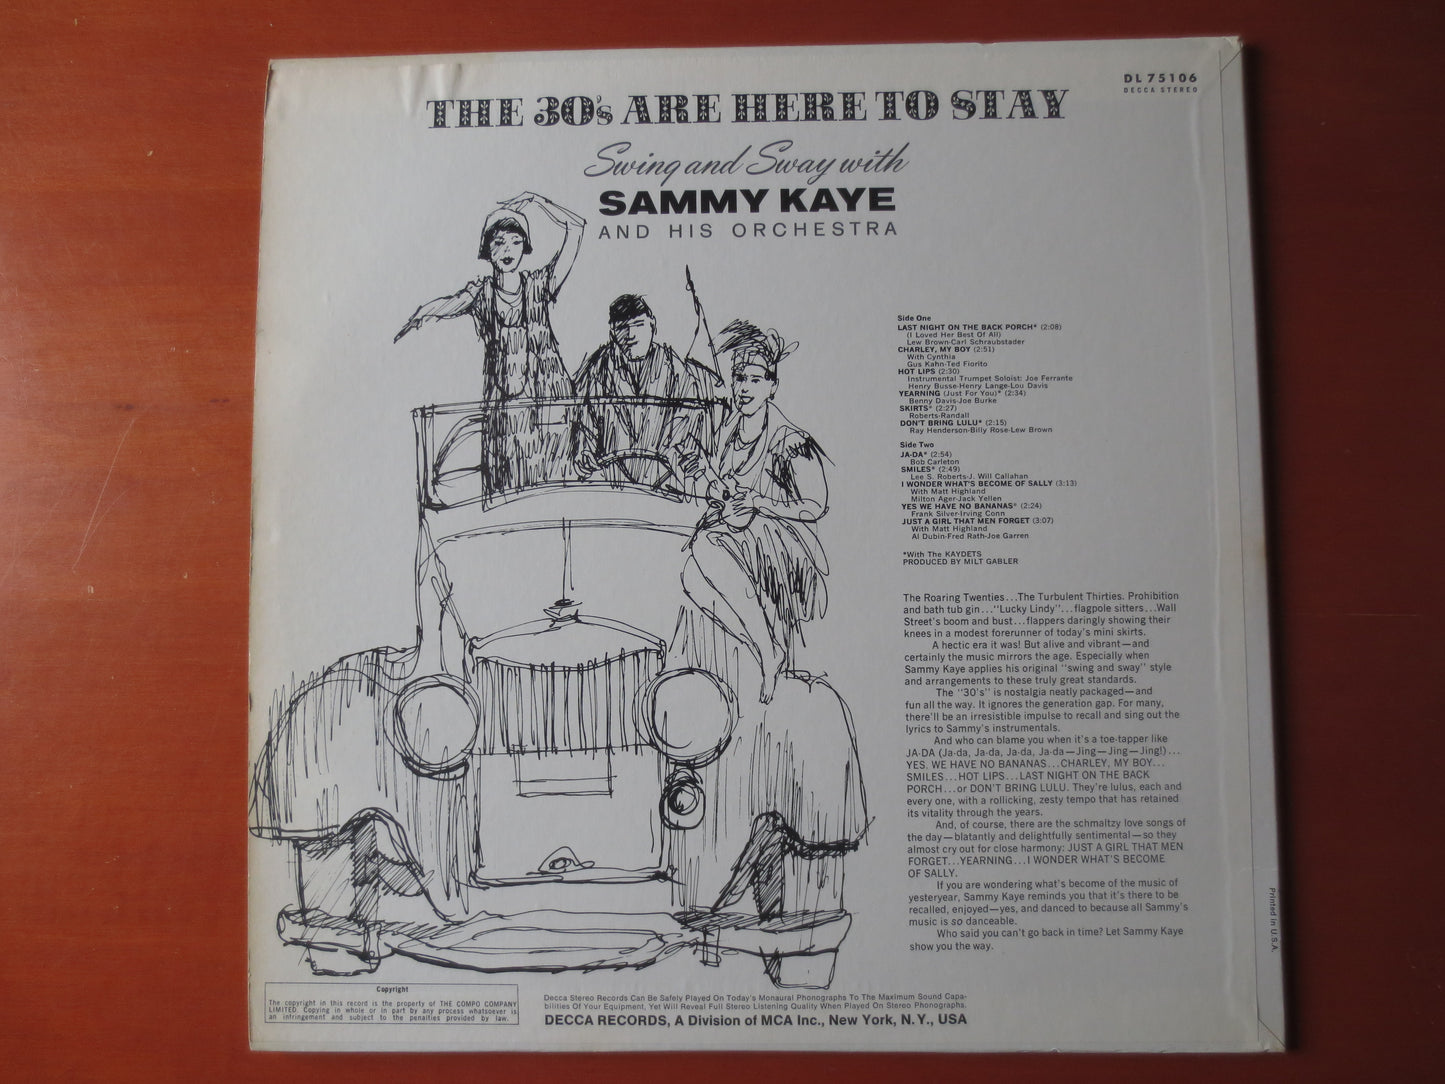 DL 75106
DECCA STEREO
THE 30's ARE HERE TO STAY
Swing and Sway with
SAMMY KAYE
AND HIS ORCHESTRA
Side One
LAST NIGHT ON THE BACK PORCH* (2:08)
(I Loved Her Best Of All)
Lew Brown-Carl Schraubstader
CHARLEY, MY BOY (2:51)
With Cynthia
Gus Kahn-Ted Fiorito
HOT LIPS (2:30)
Instrumental Trumpet Soloist: Joe Ferrante
Henry Busse-Henry Lange-Lou Davis
YEARNING (Just For You)* (2:34)
Benny Davis-Joe Burke
SKIRTS* (2:27)
Roberts-Randall
DON'T BRING LULU* (2:15)
Ray Henderson-Billy Rose-Lew Brown
Side Two
JA-DA* (2:54)
Bob Carleton
SMILES* (2:49)
Lee S. Roberts-J. Will Callahan
I WONDER WHAT'S BECOME OF SALLY (3:13)
With Matt Highland
Milton Ager-Jack Yellen
YES WE HAVE NO BANANAS* (2:24)
Frank Silver-Irving Conn
JUST A GIRL THAT MEN FORGET (3:07)
With Matt Highland
Al Dubin-Fred Rath-Joe Garren
*With The KAYDETS
PRODUCED BY MILT GABLER
The Roaring Twenties...The Turbulent Thirties. Prohibition
and bath tub gin..."Lucky Lindy"...flagpole sitters...Wall
Street's boom and bust...flappers daringly showing their
knees in a modest forerunner of today's mini skirts.
A hectic era it was! But alive and vibrant—and
certainly the music mirrors the age. Especially when
Sammy Kaye applies his original "swing and sway" style
and arrangements to these truly great standards.
The "30's" is nostalgia neatly packaged—and
fun all the way. It ignores the generation gap. For many,
there'll be an irresistible impulse to recall and sing out the
lyrics to Sammy's instrumentals.
And who can blame you when it's a toe-tapper like
JA-DA (Ja-da, Ja-da, Ja-da, Ja-da—Jing—Jing—Jing!)...
YES, WE HAVE NO BANANAS...CHARLEY, MY BOY...
SMILES...HOT LIPS...LAST NIGHT ON THE BACK
PORCH...or DON'T BRING LULU. They're lulus, each and
every one, with a rollicking, zesty tempo that has retained
its vitality through the years.
And, of course, there are the schmaltzy love songs of
the day—blatantly and delightfully sentimental—so they
almost cry out for close harmony: JUST A GIRL THAT MEN
FORGET...YEARNING...I WONDER WHAT'S BECOME
OF SALLY.
If you are wondering what's become of the music of
yesteryear, Sammy Kaye reminds you that it's there to be
recalled, enjoyed—yes, and danced to because all Sammy's
music is so danceable.
Who said you can't go back in time? Let Sammy Kaye
show you the way.
Printed in U.S.A.
Copyright
The copyright in this record is the property of THE COMPO COMPANY
LIMITED. Copying in whole or in part by any process whatsoever is
an infringement and subject to the penalties provided by law.
Decca Stereo Records Can Be Safely Played On Today's Monaural Phonographs To The Maximum Sound Capa-
bilities Of Your Equipment, Yet Will Reveal Full Stereo Listening Quality When Played On Stereo Phonographs.
DECCA RECORDS, A Division of MCA Inc., New York, N.Y., USA